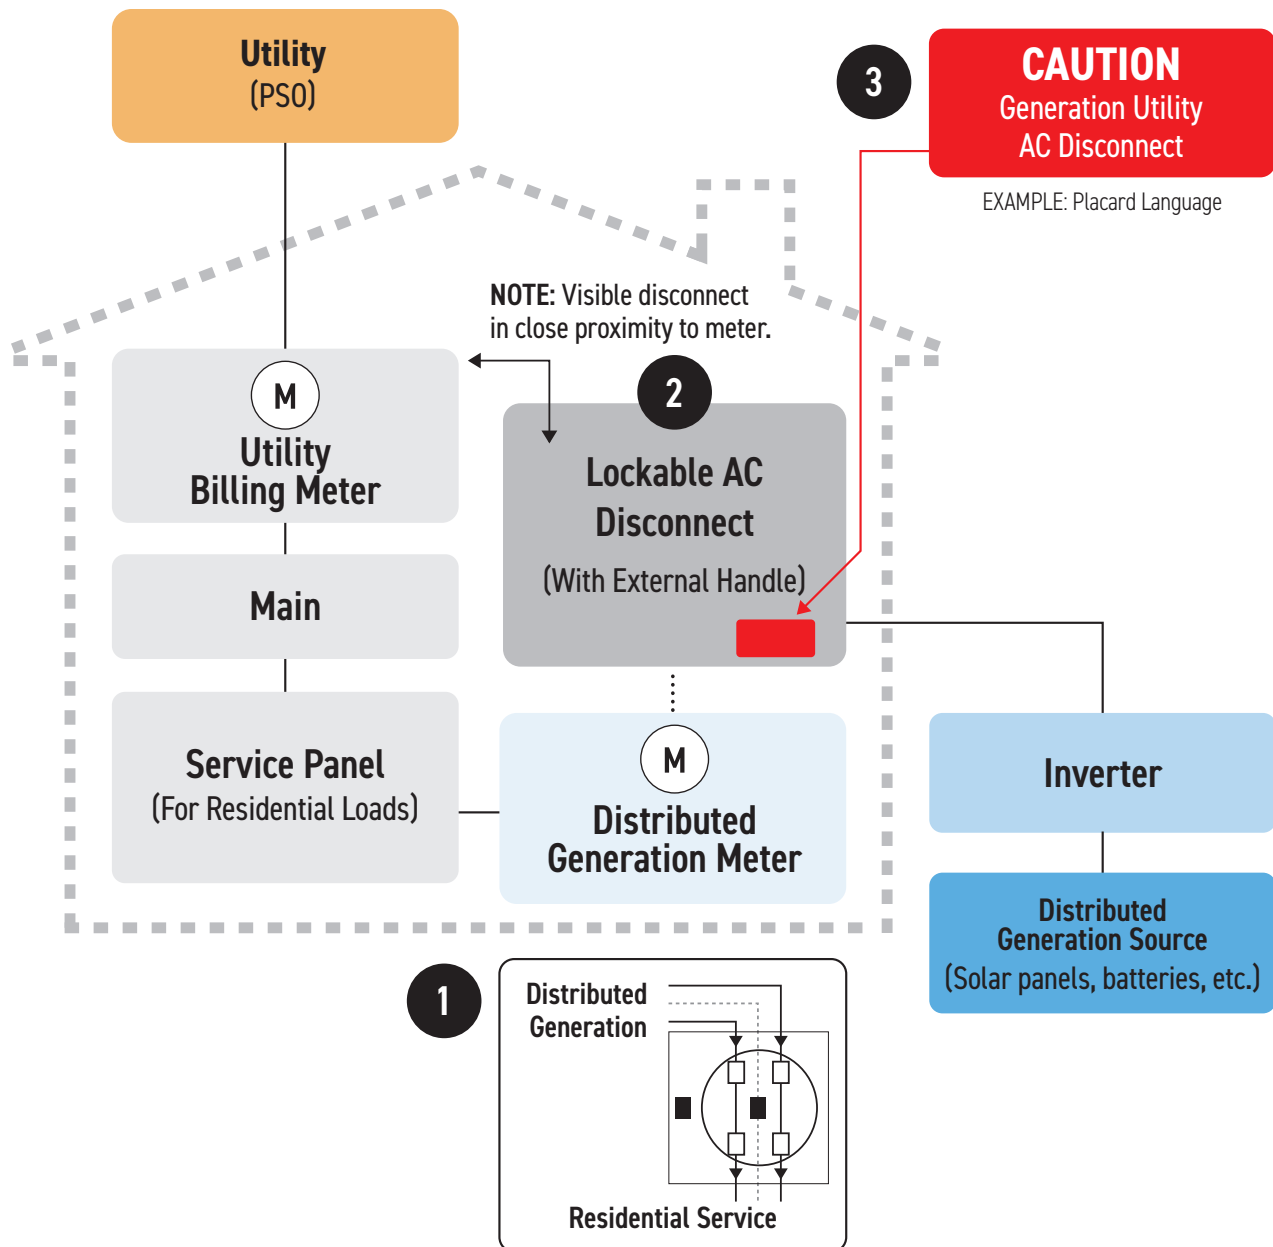 Utility
(PSO)
3
CAUTION
Generation Utility
AC Disconnect
EXAMPLE: Placard Language
NOTE: Visible disconnect
in close proximity to meter.
M
Utility
Billing Meter
2
Lockable AC
Disconnect
(With External Handle)
Main
Service Panel
(For Residential Loads)
M
Distributed
Generation Meter
Inverter
Distributed
Generation Source
(Solar panels, batteries, etc.)
1
Distributed
Generation
Residential Service